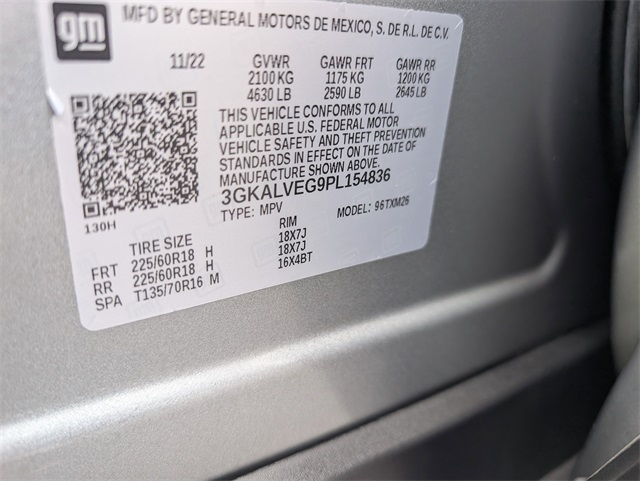 gm
MFD BY GENERAL MOTORS DE MEXICO, S. DE R.L. DE C.V.
11/22 GVWR GAWR FRT GAWR RR
2100 KG 1175 KG 1200 KG
4630 LB 2590 LB 2645 LB
THIS VEHICLE CONFORMS TO ALL
APPLICABLE U.S. FEDERAL MOTOR
VEHICLE SAFETY AND THEFT PREVENTION
STANDARDS IN EFFECT ON THE DATE OF
MANUFACTURE SHOWN ABOVE.
3GKALVEG9PL154836
130H TYPE: MPV MODEL: 96TXM26
TIRE SIZE RIM
FRT 225/60R18 H 18X7J
RR 225/60R18 H 18X7J
SPA T135/70R16 M 16X4BT